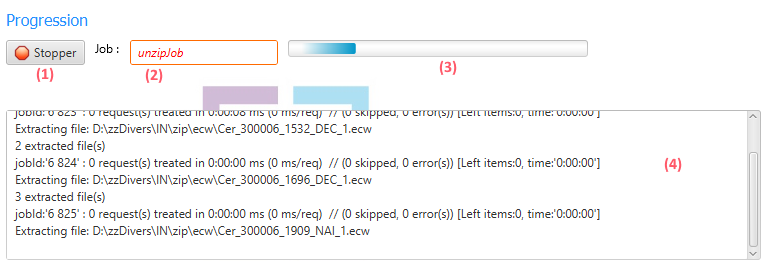 Progression
Stopper Job : unzipJob
(1) (2) (3)
jobId:'6 823' : 0 request(s) treated in 0:00:08 ms (0 ms/req) // (0 skipped, 0 error(s)) [Left items:0, time:'0:00:00']
Extracting file: D:\zzDivers\IN\zip\ecw\Cer_300006_1532_DEC_1.ecw
2 extracted file(s)
jobId:'6 824' : 0 request(s) treated in 0:00:00 ms (0 ms/req) // (0 skipped, 0 error(s)) [Left items:0, time:'0:00:00']
(4)
Extracting file: D:\zzDivers\IN\zip\ecw\Cer_300006_1696_DEC_1.ecw
3 extracted file(s)
jobId:'6 825' : 0 request(s) treated in 0:00:00 ms (0 ms/req) // (0 skipped, 0 error(s)) [Left items:0, time:'0:00:00']
Extracting file: D:\zzDivers\IN\zip\ecw\Cer_300006_1909_NAI_1.ecw